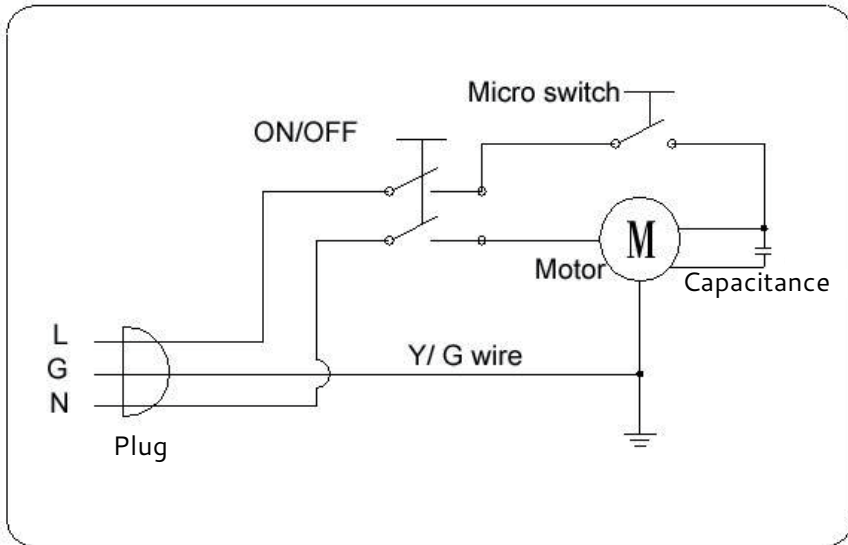 Micro switch
ON/OFF
M
Motor
Capacitance
L
Y/ G wire
G
N
Plug